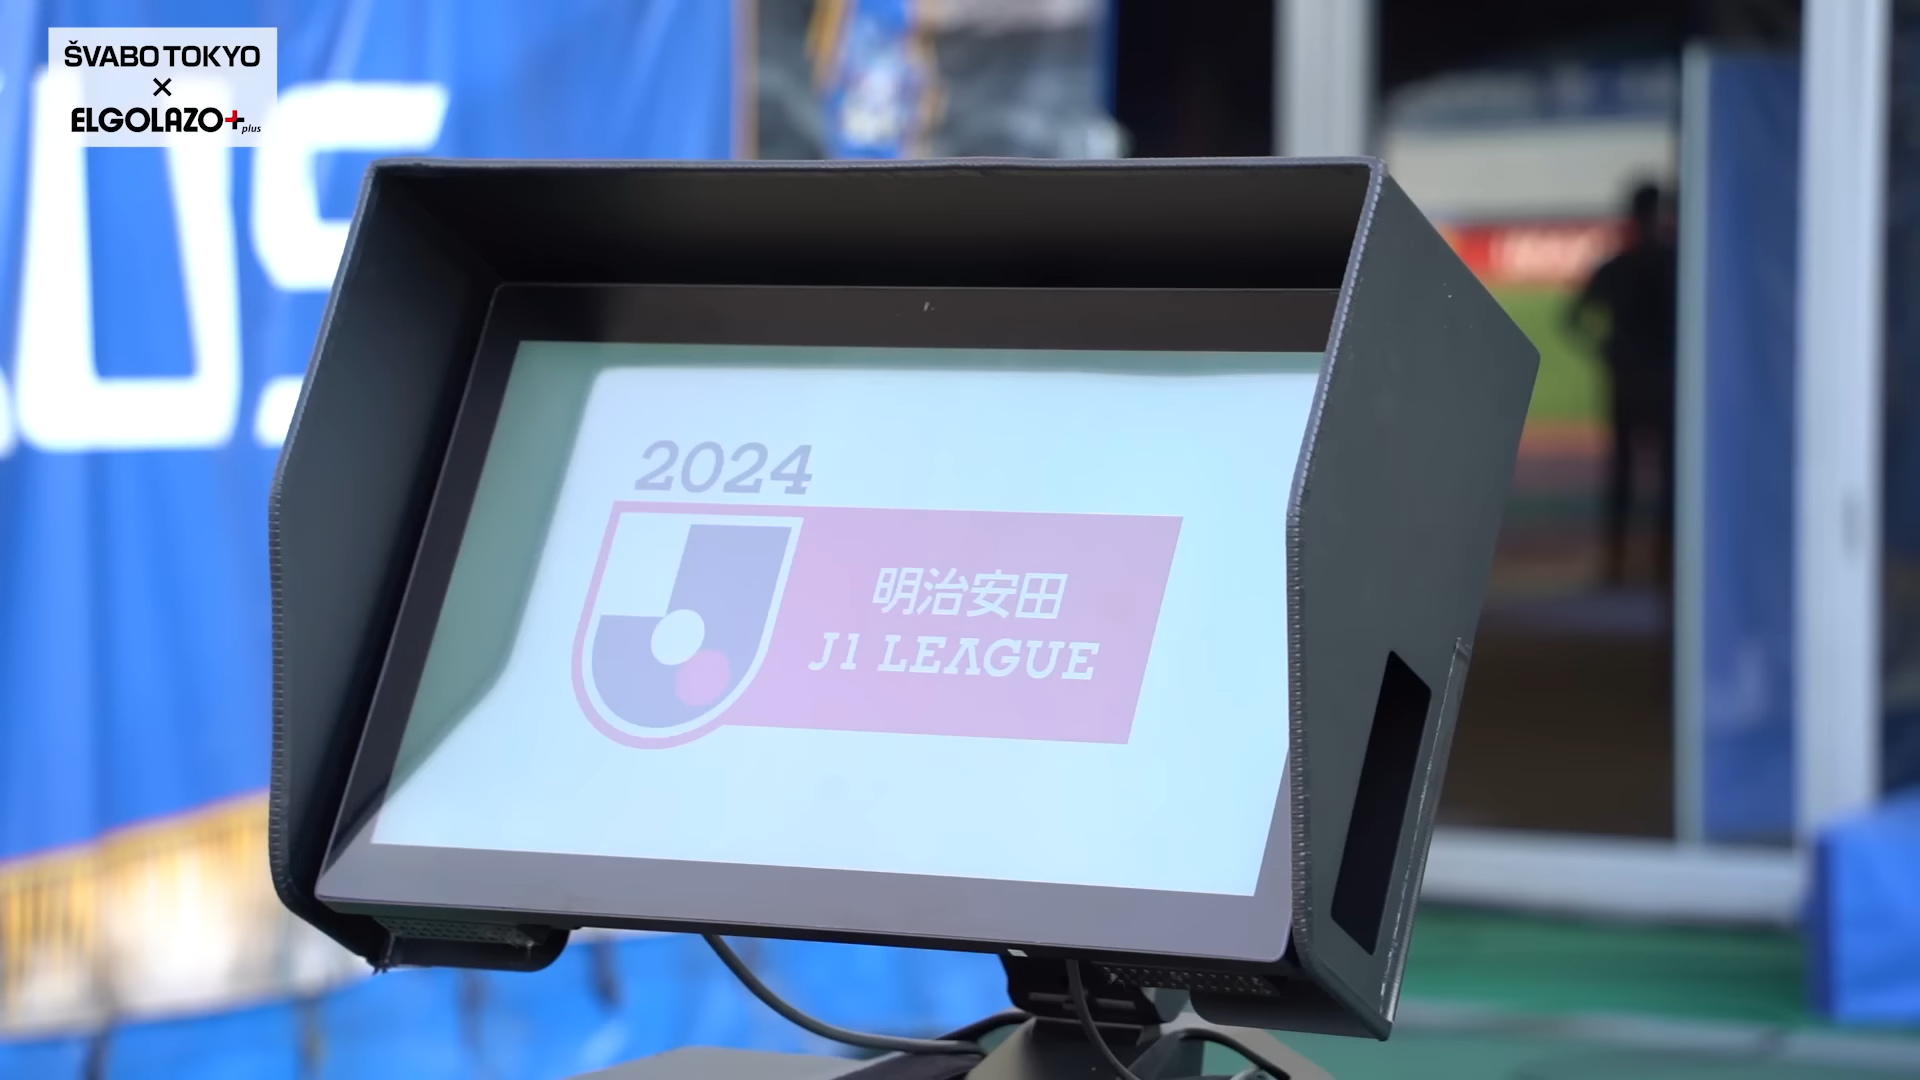 ŠVABO TOKYO
×
ELGOLAZO+plus
2024
明治安田
J1 LEAGUE